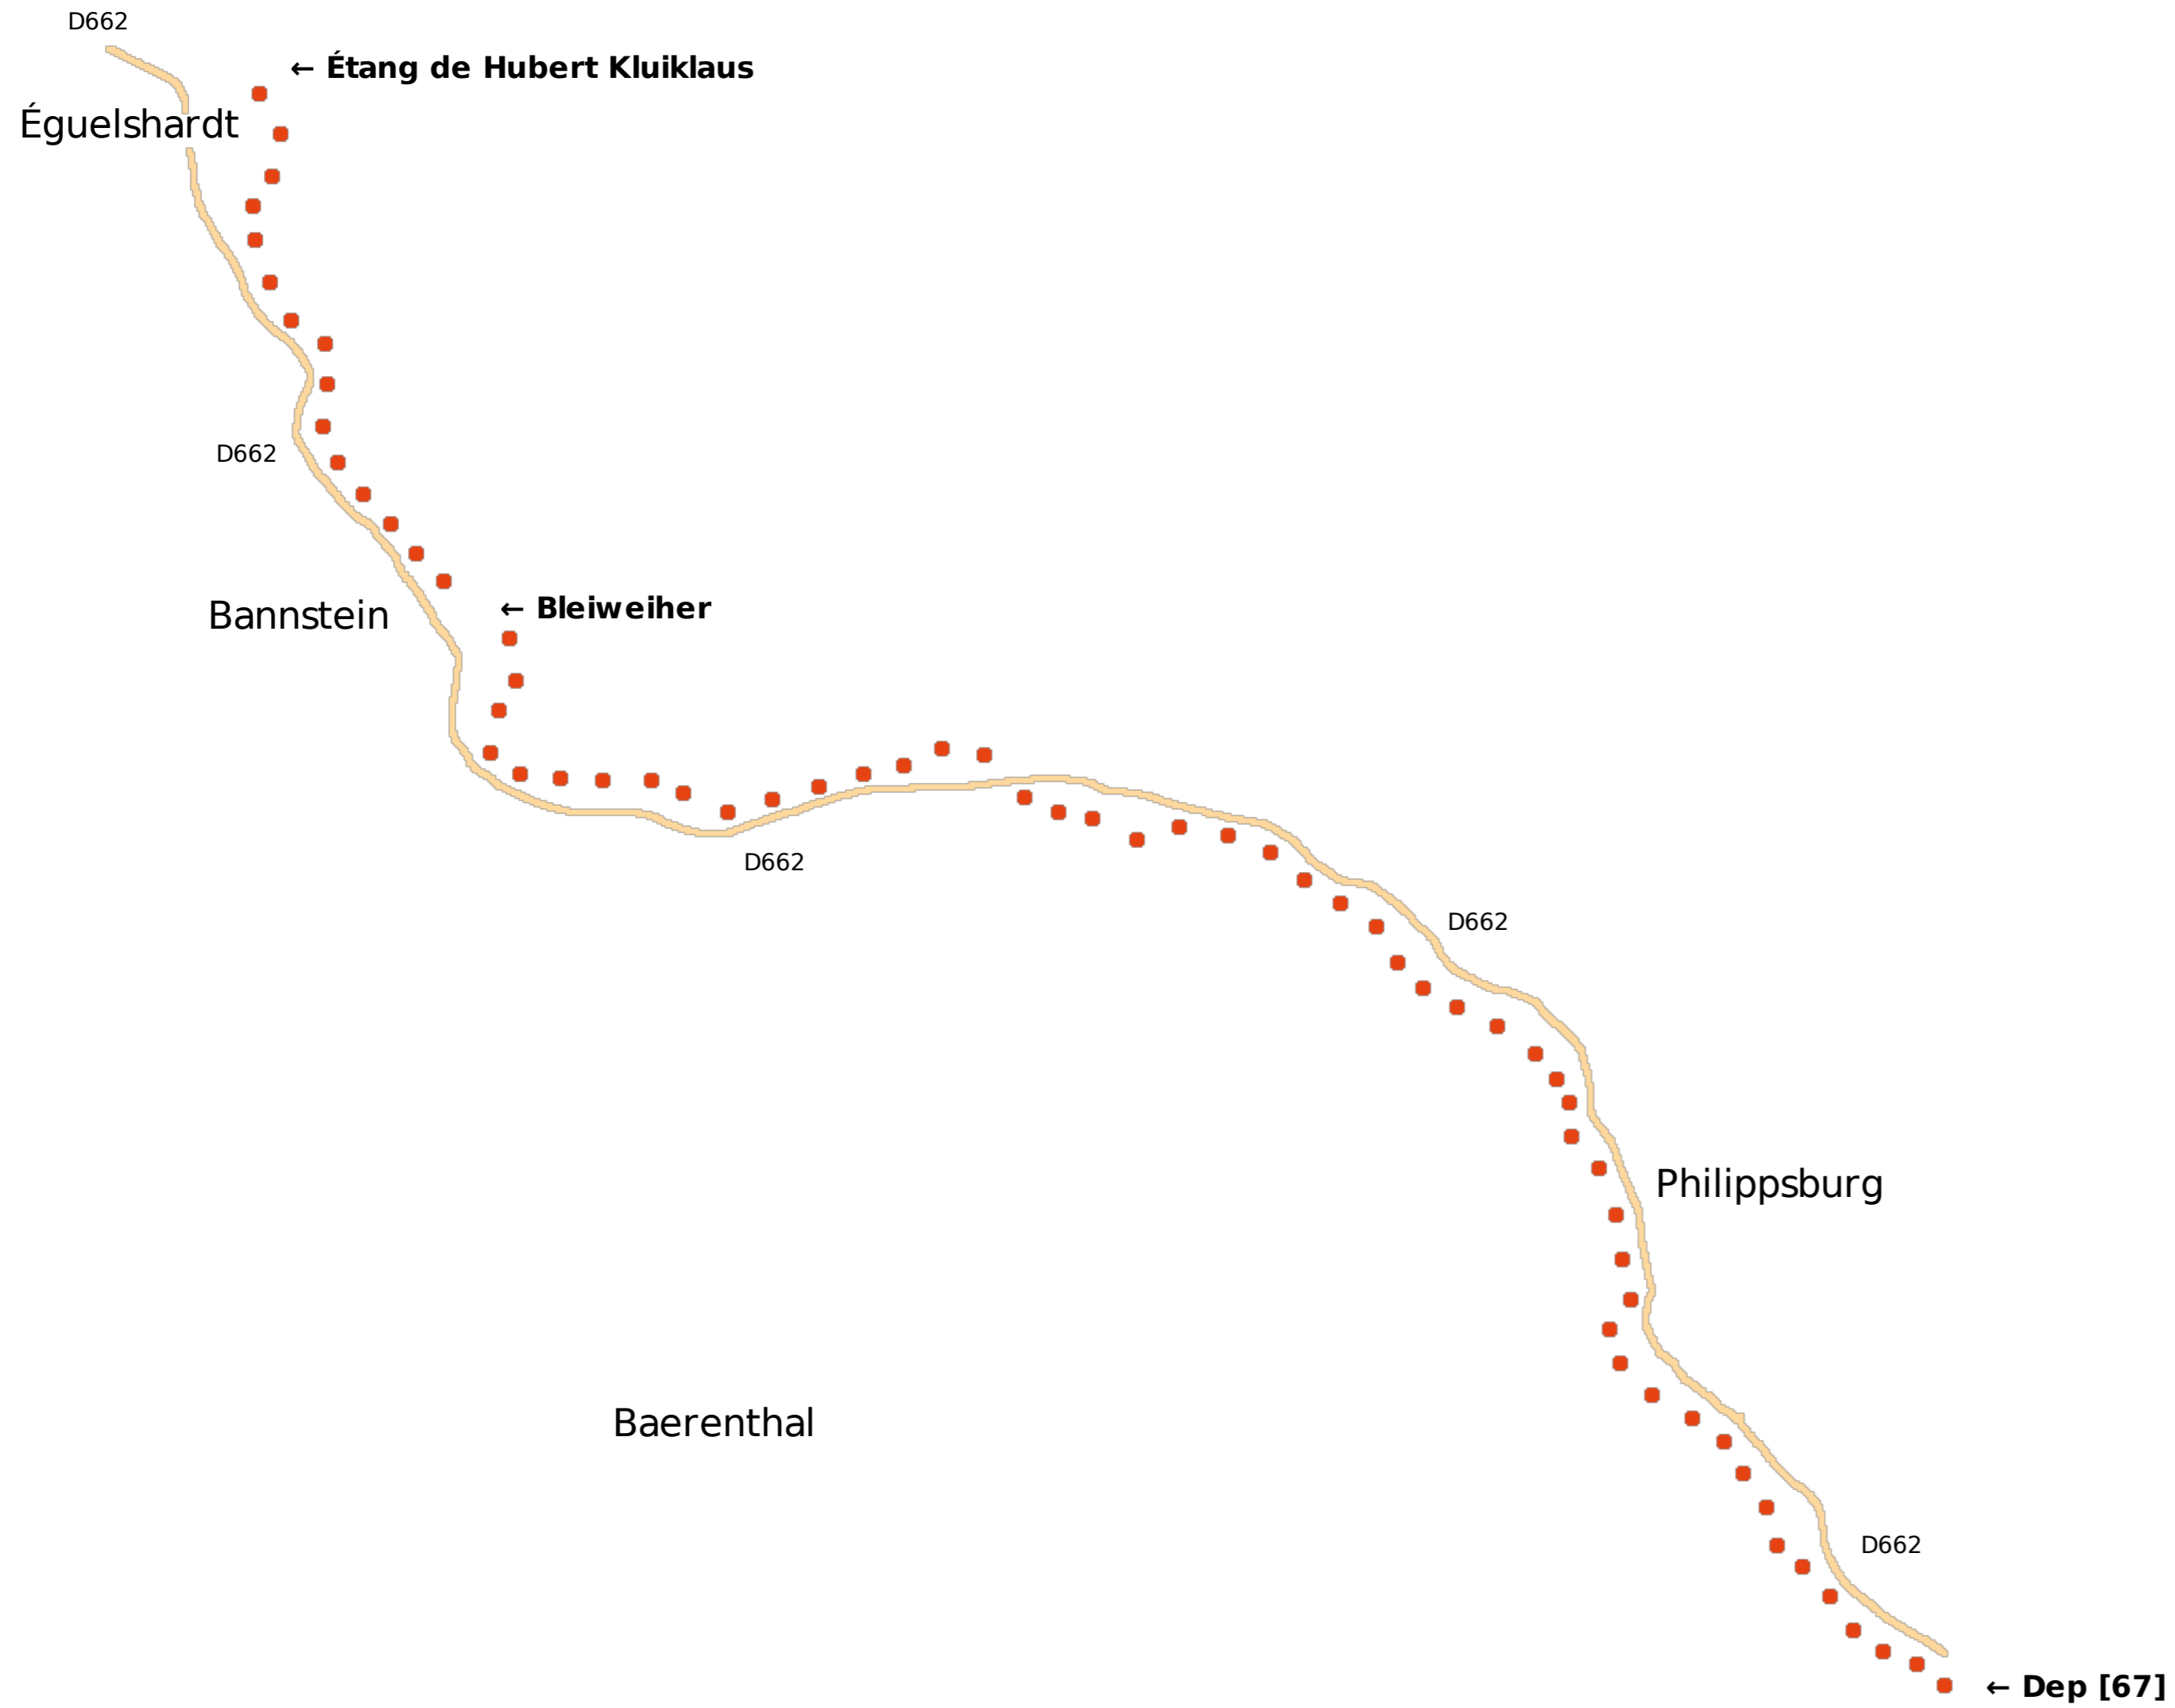 D662
← Étang de Hubert Kluiklaus
Éguelshardt
D662
← Bleiweiher
Bannstein
D662
D662
Philippsburg
Baerenthal
D662
← Dep [67]